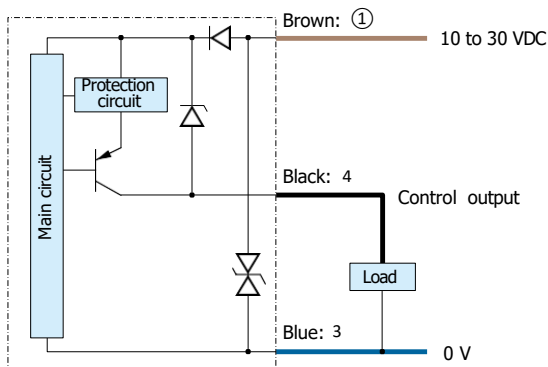 Brown: ①
10 to 30 VDC
Protection
circuit
Main circuit
Black: 4
Control output
Load
Blue: 3
0 V